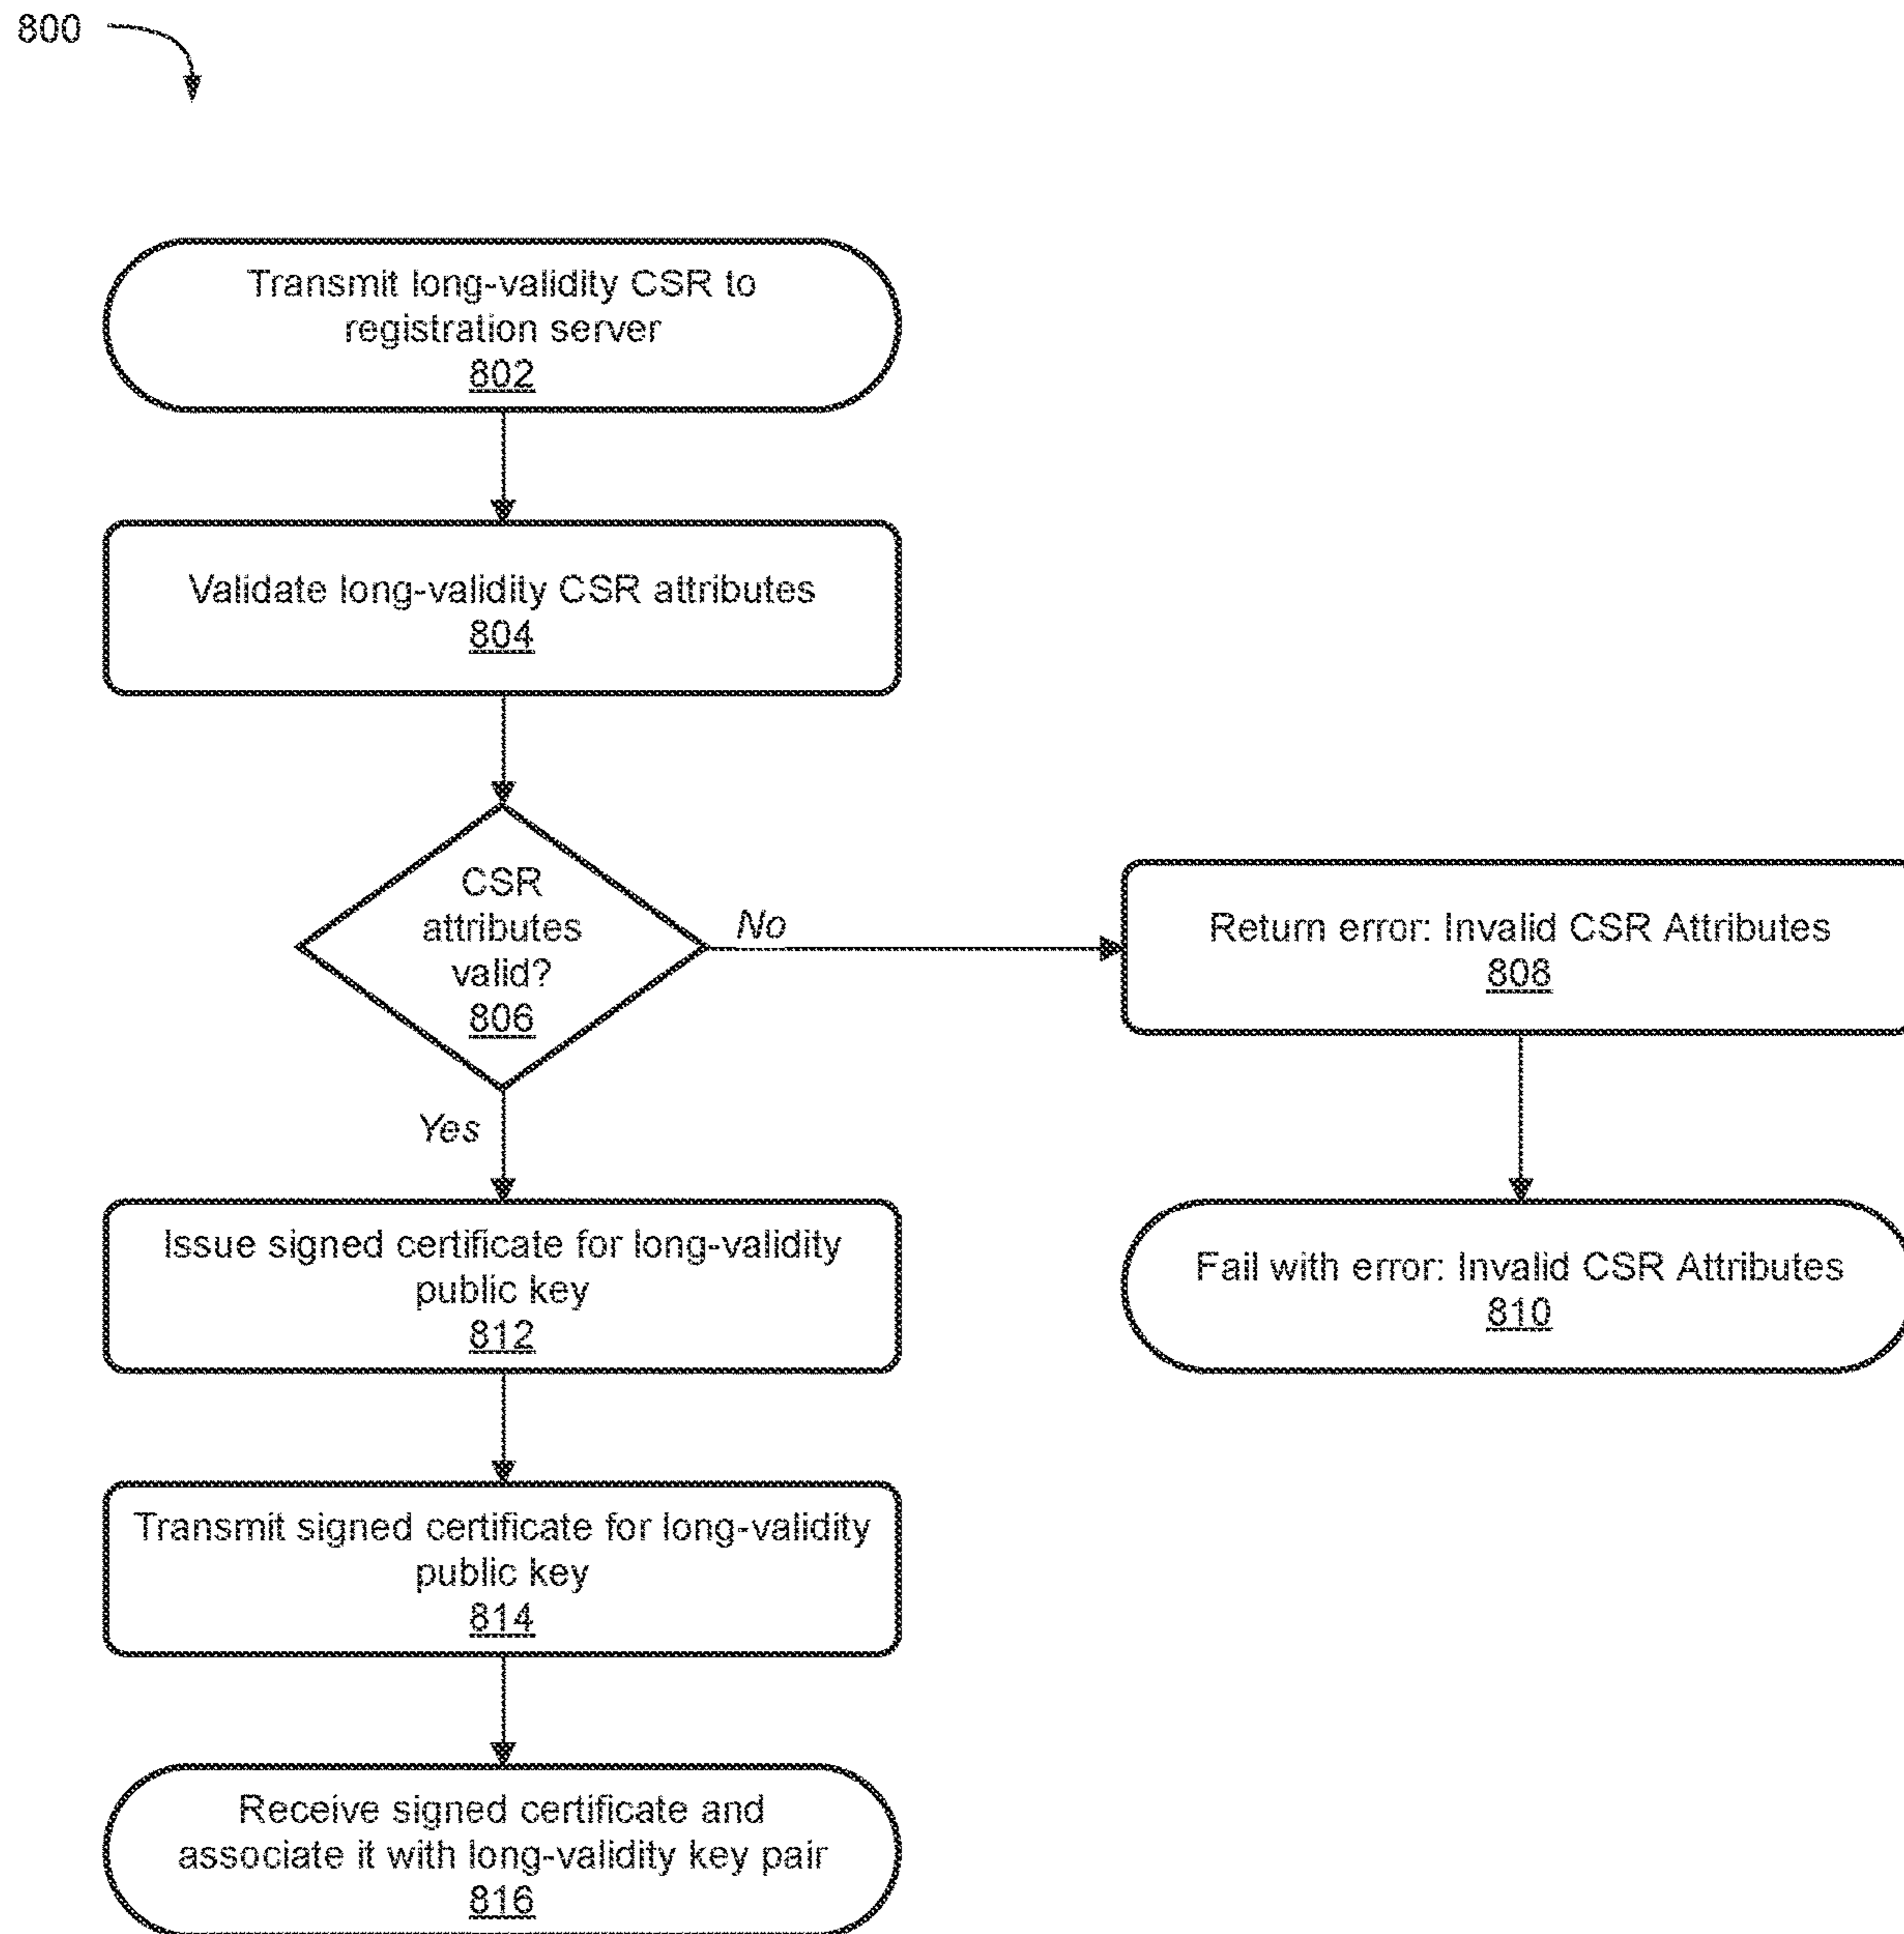 800
Transmit long-validity CSR to
registration server
802
Validate long-validity CSR attributes
804
CSR
attributes
valid?
806
No
Return error: Invalid CSR Attributes
808
Fail with error: Invalid CSR Attributes
810
Yes
Issue signed certificate for long-validity
public key
812
Transmit signed certificate for long-validity
public key
814
Receive signed certificate and
associate it with long-validity key pair
816